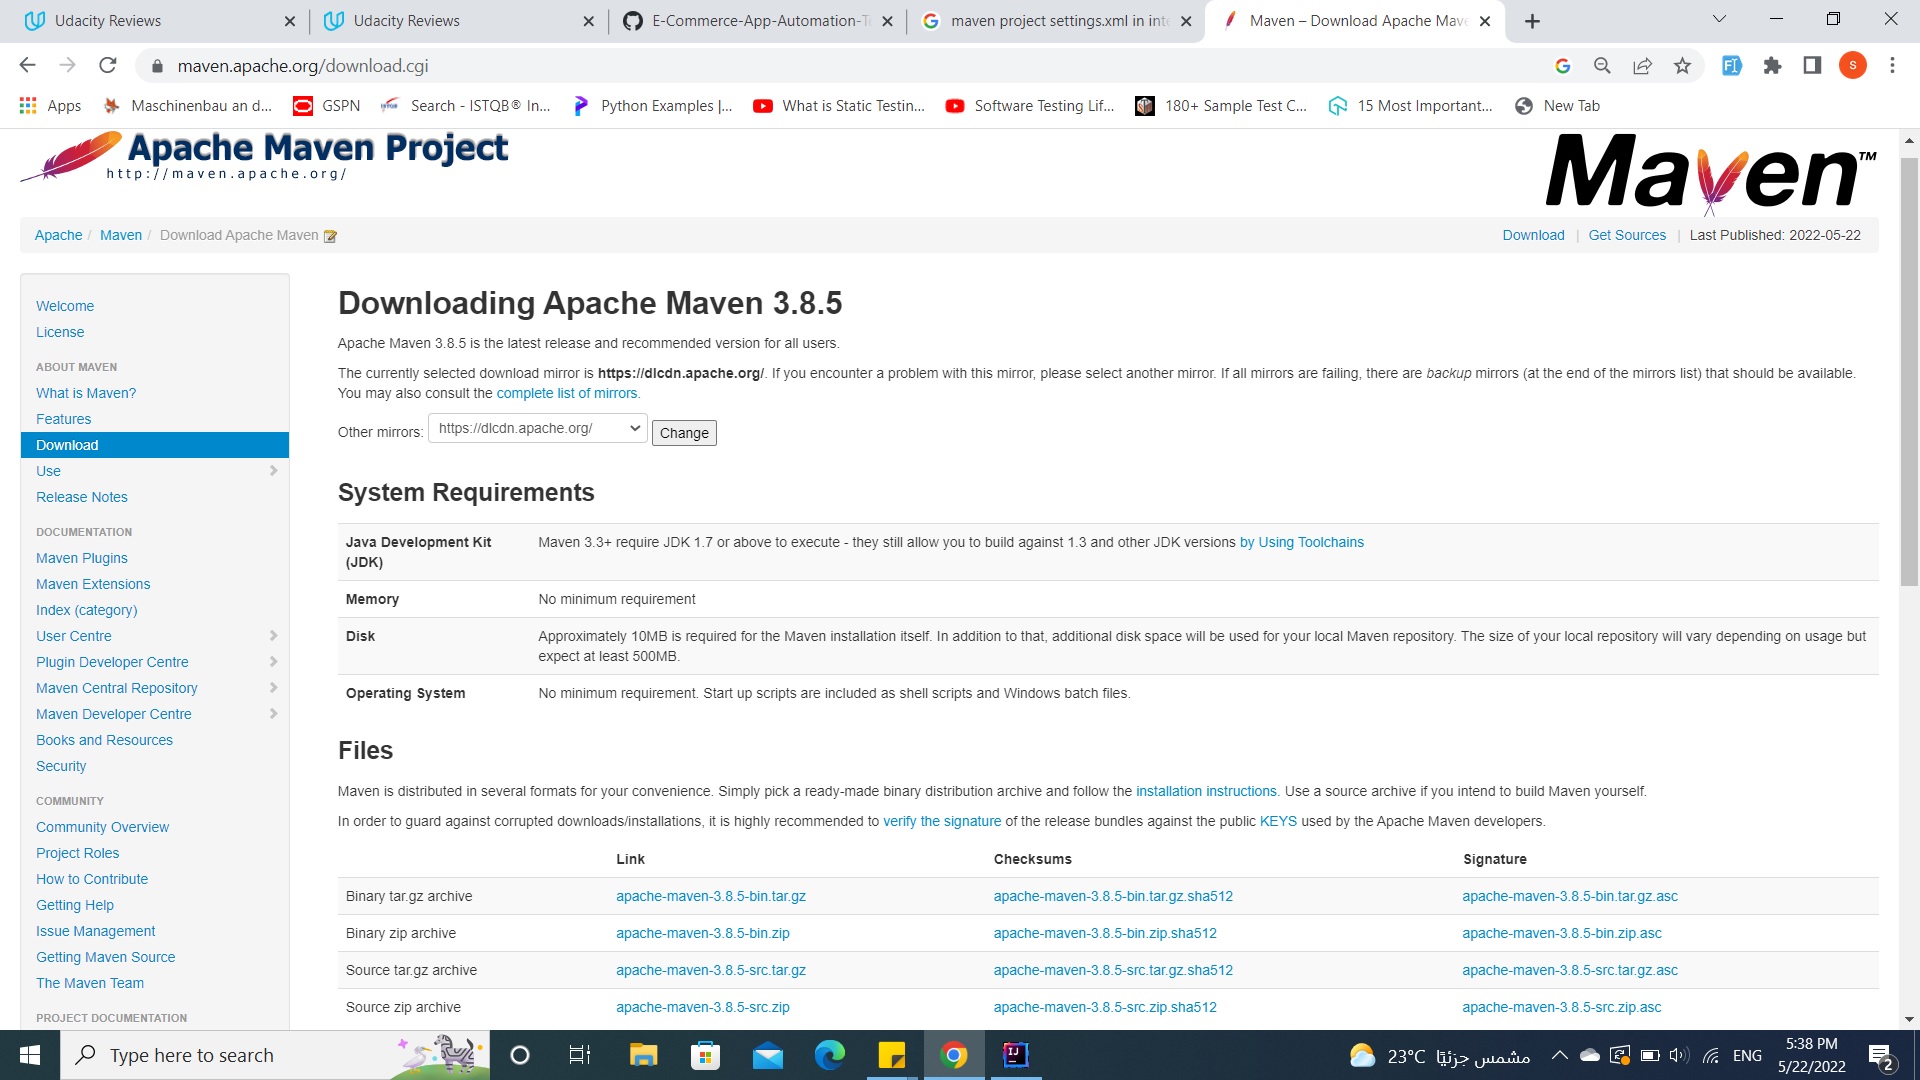 Udacity Reviews
Udacity Reviews
E-Commerce-App-Automation-Te
maven project settings.xml in inte
Maven – Download Apache Mave
maven.apache.org/download.cgi
S
Apps
Maschinenbau an d...
GSPN
Search - ISTQB® In...
Python Examples |...
What is Static Testin...
Software Testing Lif...
180+ Sample Test C...
15 Most Important...
New Tab
Apache Maven Project
http://maven.apache.org/
Maven™
Apache / Maven / Download Apache Maven
Download | Get Sources | Last Published: 2022-05-22
Welcome
License
ABOUT MAVEN
What is Maven?
Features
Download
Use
Release Notes
DOCUMENTATION
Maven Plugins
Maven Extensions
Index (category)
User Centre
Plugin Developer Centre
Maven Central Repository
Maven Developer Centre
Books and Resources
Security
COMMUNITY
Community Overview
Project Roles
How to Contribute
Getting Help
Issue Management
Getting Maven Source
The Maven Team
PROJECT DOCUMENTATION
Downloading Apache Maven 3.8.5
Apache Maven 3.8.5 is the latest release and recommended version for all users.
The currently selected download mirror is https://dlcdn.apache.org/. If you encounter a problem with this mirror, please select another mirror. If all mirrors are failing, there are backup mirrors (at the end of the mirrors list) that should be available.
You may also consult the complete list of mirrors.
Other mirrors: https://dlcdn.apache.org/ Change
System Requirements
Java Development Kit Maven 3.3+ require JDK 1.7 or above to execute - they still allow you to build against 1.3 and other JDK versions by Using Toolchains
(JDK)
Memory No minimum requirement
Disk Approximately 10MB is required for the Maven installation itself. In addition to that, additional disk space will be used for your local Maven repository. The size of your local repository will vary depending on usage but
expect at least 500MB.
Operating System No minimum requirement. Start up scripts are included as shell scripts and Windows batch files.
Files
Maven is distributed in several formats for your convenience. Simply pick a ready-made binary distribution archive and follow the installation instructions. Use a source archive if you intend to build Maven yourself.
In order to guard against corrupted downloads/installations, it is highly recommended to verify the signature of the release bundles against the public KEYS used by the Apache Maven developers.
Link Checksums Signature
Binary tar.gz archive apache-maven-3.8.5-bin.tar.gz apache-maven-3.8.5-bin.tar.gz.sha512 apache-maven-3.8.5-bin.tar.gz.asc
Binary zip archive apache-maven-3.8.5-bin.zip apache-maven-3.8.5-bin.zip.sha512 apache-maven-3.8.5-bin.zip.asc
Source tar.gz archive apache-maven-3.8.5-src.tar.gz apache-maven-3.8.5-src.tar.gz.sha512 apache-maven-3.8.5-src.tar.gz.asc
Source zip archive apache-maven-3.8.5-src.zip apache-maven-3.8.5-src.zip.sha512 apache-maven-3.8.5-src.zip.asc
Type here to search
IJ
23°C مشمس جزئيًا
ENG
5:38 PM
5/22/2022
2